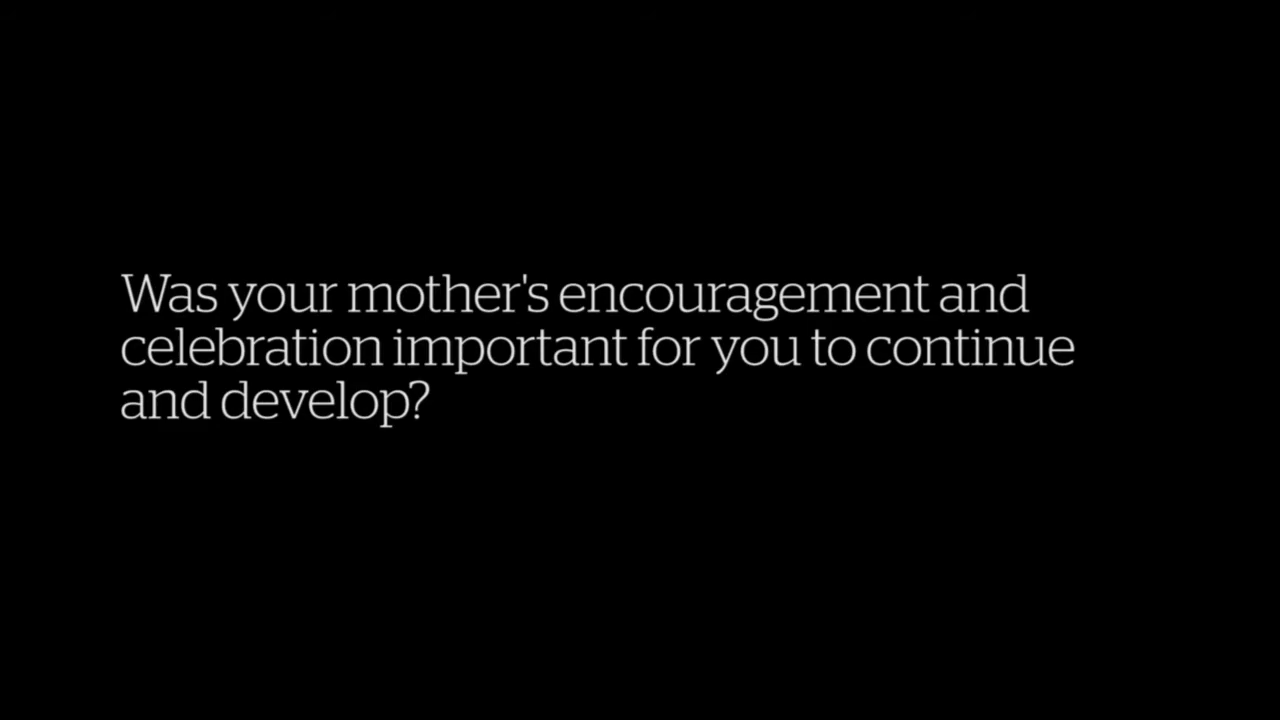 Was your mother's encouragement and
celebration important for you to continue
and develop?